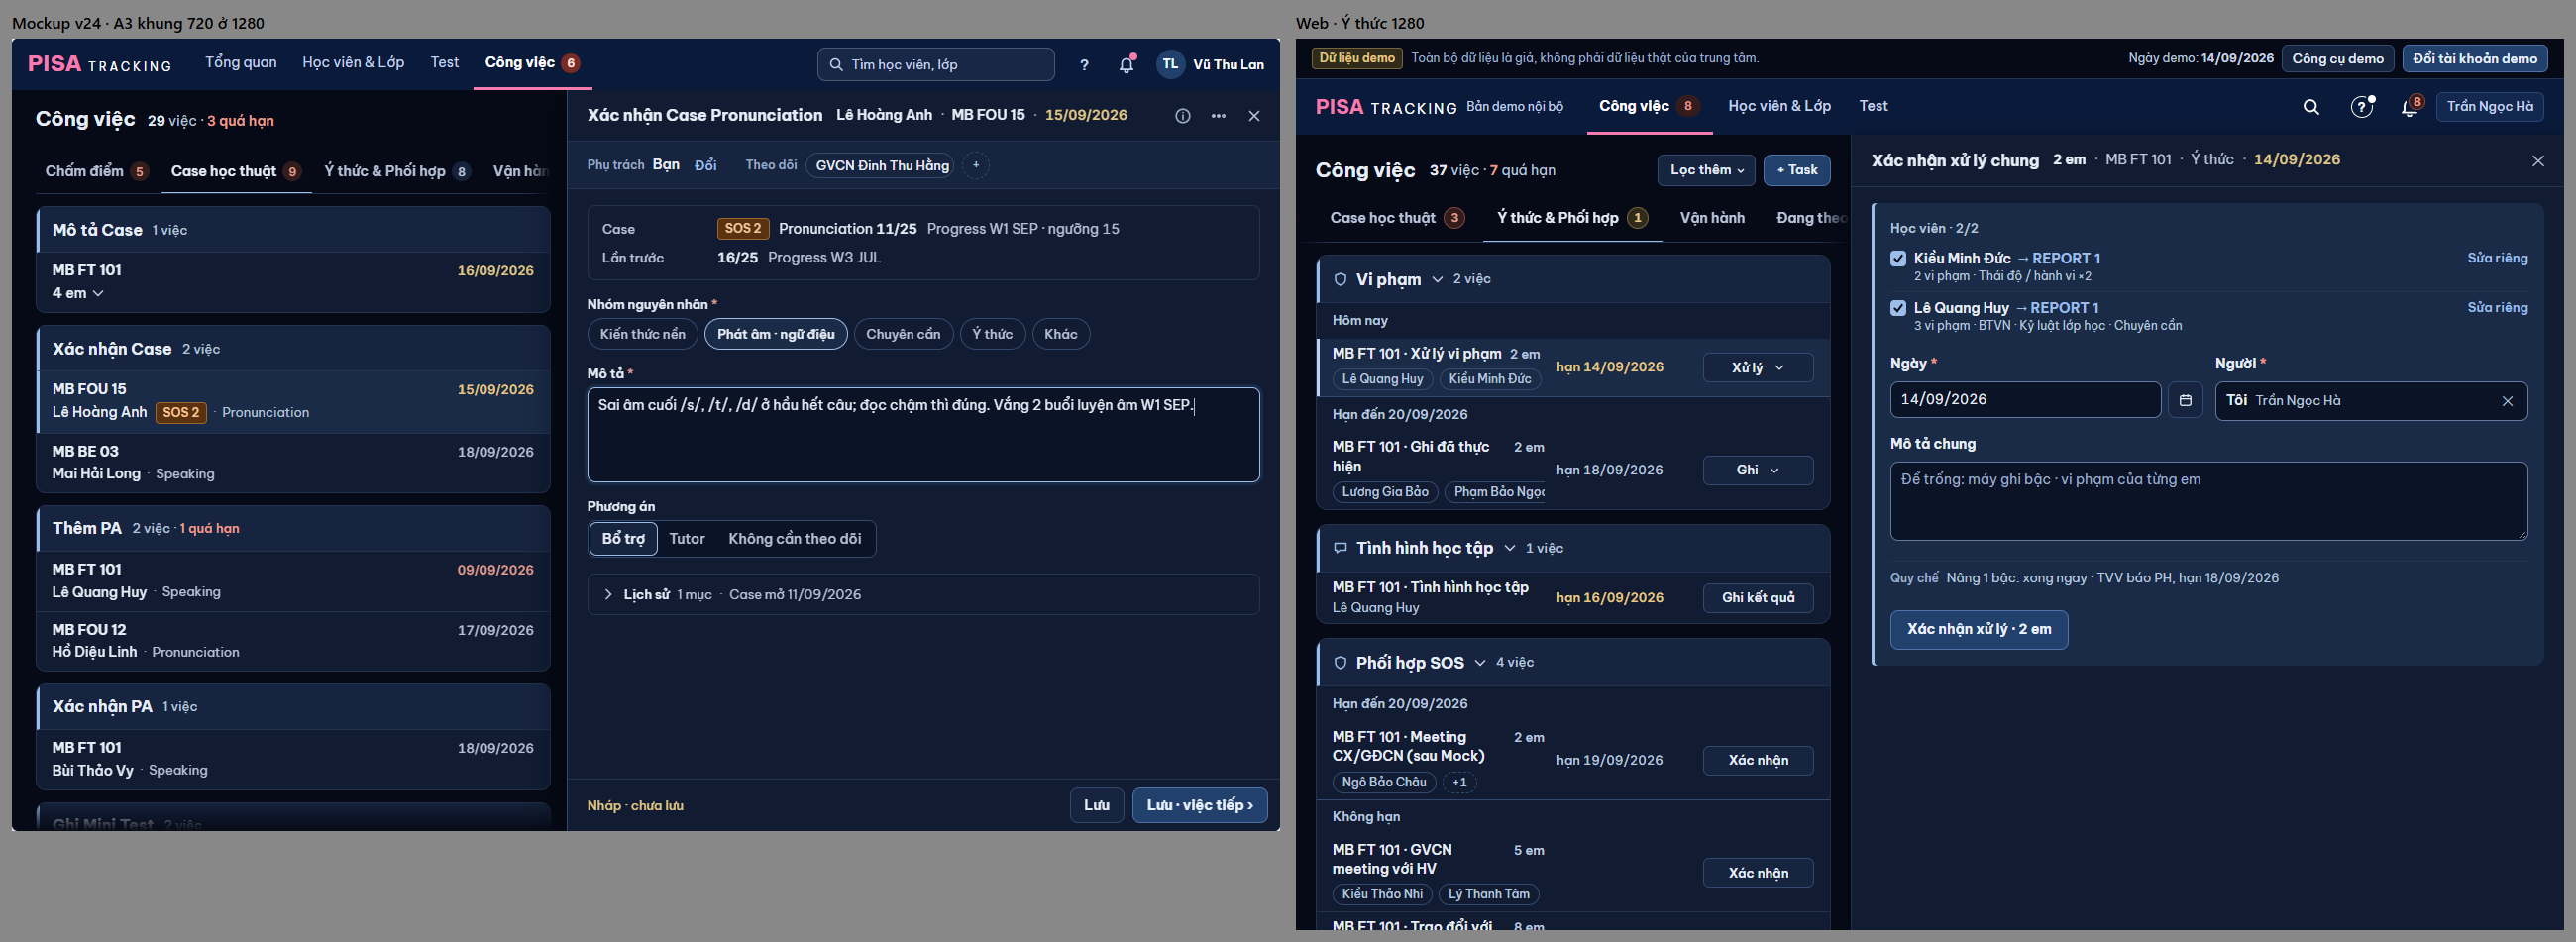 Mockup v24 · A3 khung 720 ở 1280
PISA TRACKING Tổng quan Học viên & Lớp Test Công việc 6 Tìm học viên, lớp ? TL Vũ Thu Lan
Công việc 29 việc · 3 quá hạn
Chấm điểm 5 Case học thuật 9 Ý thức & Phối hợp 8 Vận hàn
Mô tả Case 1 việc
MB FT 101 16/09/2026
4 em
Xác nhận Case 2 việc
MB FOU 15 15/09/2026
Lê Hoàng Anh SOS 2 · Pronunciation
MB BE 03 18/09/2026
Mai Hải Long · Speaking
Thêm PA 2 việc · 1 quá hạn
MB FT 101 09/09/2026
Lê Quang Huy · Speaking
MB FOU 12 17/09/2026
Hồ Diệu Linh · Pronunciation
Xác nhận PA 1 việc
MB FT 101 18/09/2026
Bùi Thảo Vy · Speaking
Ghi Mini Test 2 việc
Xác nhận Case Pronunciation Lê Hoàng Anh · MB FOU 15 · 15/09/2026
Phụ trách Bạn Đổi Theo dõi GVCN Đinh Thu Hằng +
Case SOS 2 Pronunciation 11/25 Progress W1 SEP · ngưỡng 15
Lần trước 16/25 Progress W3 JUL
Nhóm nguyên nhân *
Kiến thức nền Phát âm · ngữ điệu Chuyên cần Ý thức Khác
Mô tả *
Sai âm cuối /s/, /t/, /d/ ở hầu hết câu; đọc chậm thì đúng. Vắng 2 buổi luyện âm W1 SEP.
Phương án
Bổ trợ Tutor Không cần theo dõi
Lịch sử 1 mục · Case mở 11/09/2026
Nháp · chưa lưu Lưu Lưu · việc tiếp ›
Web · Ý thức 1280
Dữ liệu demo Toàn bộ dữ liệu là giả, không phải dữ liệu thật của trung tâm. Ngày demo: 14/09/2026 Công cụ demo Đổi tài khoản demo
PISA TRACKING Bản demo nội bộ Công việc 8 Học viên & Lớp Test ? 8 Trần Ngọc Hà
Công việc 37 việc · 7 quá hạn Lọc thêm + Task
Case học thuật 3 Ý thức & Phối hợp 1 Vận hành Đang theo
Vi phạm 2 việc
Hôm nay
MB FT 101 · Xử lý vi phạm 2 em hạn 14/09/2026 Xử lý
Lê Quang Huy Kiều Minh Đức
Hạn đến 20/09/2026
MB FT 101 · Ghi đã thực hiện 2 em hạn 18/09/2026 Ghi
Lương Gia Bảo Phạm Bảo Ngọc
Tình hình học tập 1 việc
MB FT 101 · Tình hình học tập hạn 16/09/2026 Ghi kết quả
Lê Quang Huy
Phối hợp SOS 4 việc
Hạn đến 20/09/2026
MB FT 101 · Meeting CX/GĐCN (sau Mock) 2 em hạn 19/09/2026 Xác nhận
Ngô Bảo Châu +1
Không hạn
MB FT 101 · GVCN meeting với HV 5 em Xác nhận
Kiều Thảo Nhi Lý Thanh Tâm
MB FT 101 · Trao đổi với 8 em
Xác nhận xử lý chung 2 em · MB FT 101 · Ý thức · 14/09/2026
Học viên · 2/2
Kiều Minh Đức → REPORT 1 Sửa riêng
2 vi phạm · Thái độ / hành vi ×2
Lê Quang Huy → REPORT 1 Sửa riêng
3 vi phạm · BTVN · Kỷ luật lớp học · Chuyên cần
Ngày * Người *
14/09/2026 Tôi Trần Ngọc Hà
Mô tả chung
Để trống: máy ghi bậc · vi phạm của từng em
Quy chế Nâng 1 bậc: xong ngay · TVV báo PH, hạn 18/09/2026
Xác nhận xử lý · 2 em